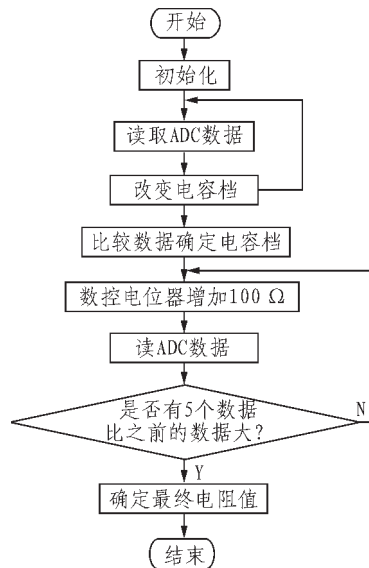 开始
初始化
读取ADC数据
改变电容档
比较数据确定电容档
数控电位器增加100 Ω
读ADC数据
是否有5个数据
比之前的数据大?
N
Y
确定最终电阻值
结束